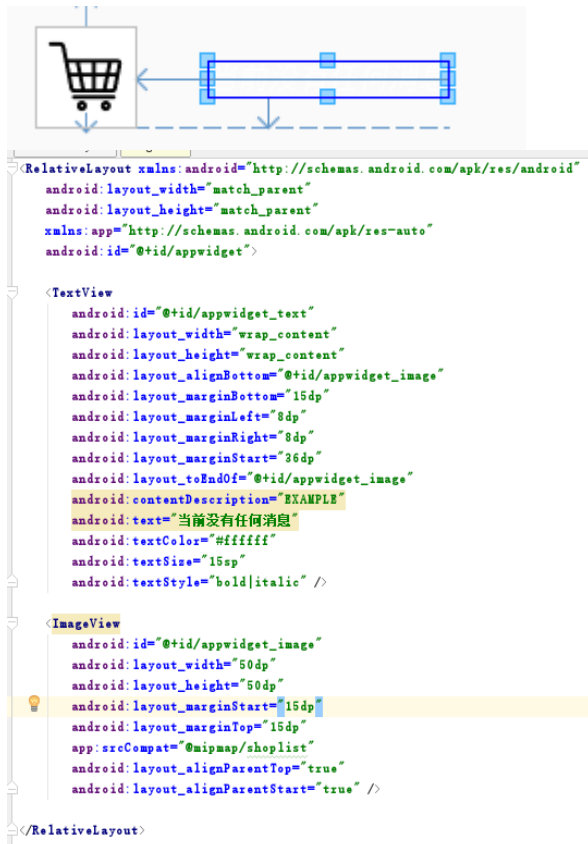 <RelativeLayout xmlns:android="http://schemas.android.com/apk/res/android"
android:layout_width="match_parent"
android:layout_height="match_parent"
xmlns:app="http://schemas.android.com/apk/res-auto"
android:id="@+id/appwidget">
<TextView
android:id="@+id/appwidget_text"
android:layout_width="wrap_content"
android:layout_height="wrap_content"
android:layout_alignBottom="@+id/appwidget_image"
android:layout_marginBottom="15dp"
android:layout_marginLeft="8dp"
android:layout_marginRight="8dp"
android:layout_marginStart="36dp"
android:layout_toEndOf="@+id/appwidget_image"
android:contentDescription="EXAMPLE"
android:text="当前没有任何消息"
android:textColor="#ffffff"
android:textSize="15sp"
android:textStyle="bold|italic" />
<ImageView
android:id="@+id/appwidget_image"
android:layout_width="50dp"
android:layout_height="50dp"
android:layout_marginStart="15dp"
android:layout_marginTop="15dp"
app:srcCompat="@mipmap/shoplist"
android:layout_alignParentTop="true"
android:layout_alignParentStart="true" />
</RelativeLayout>